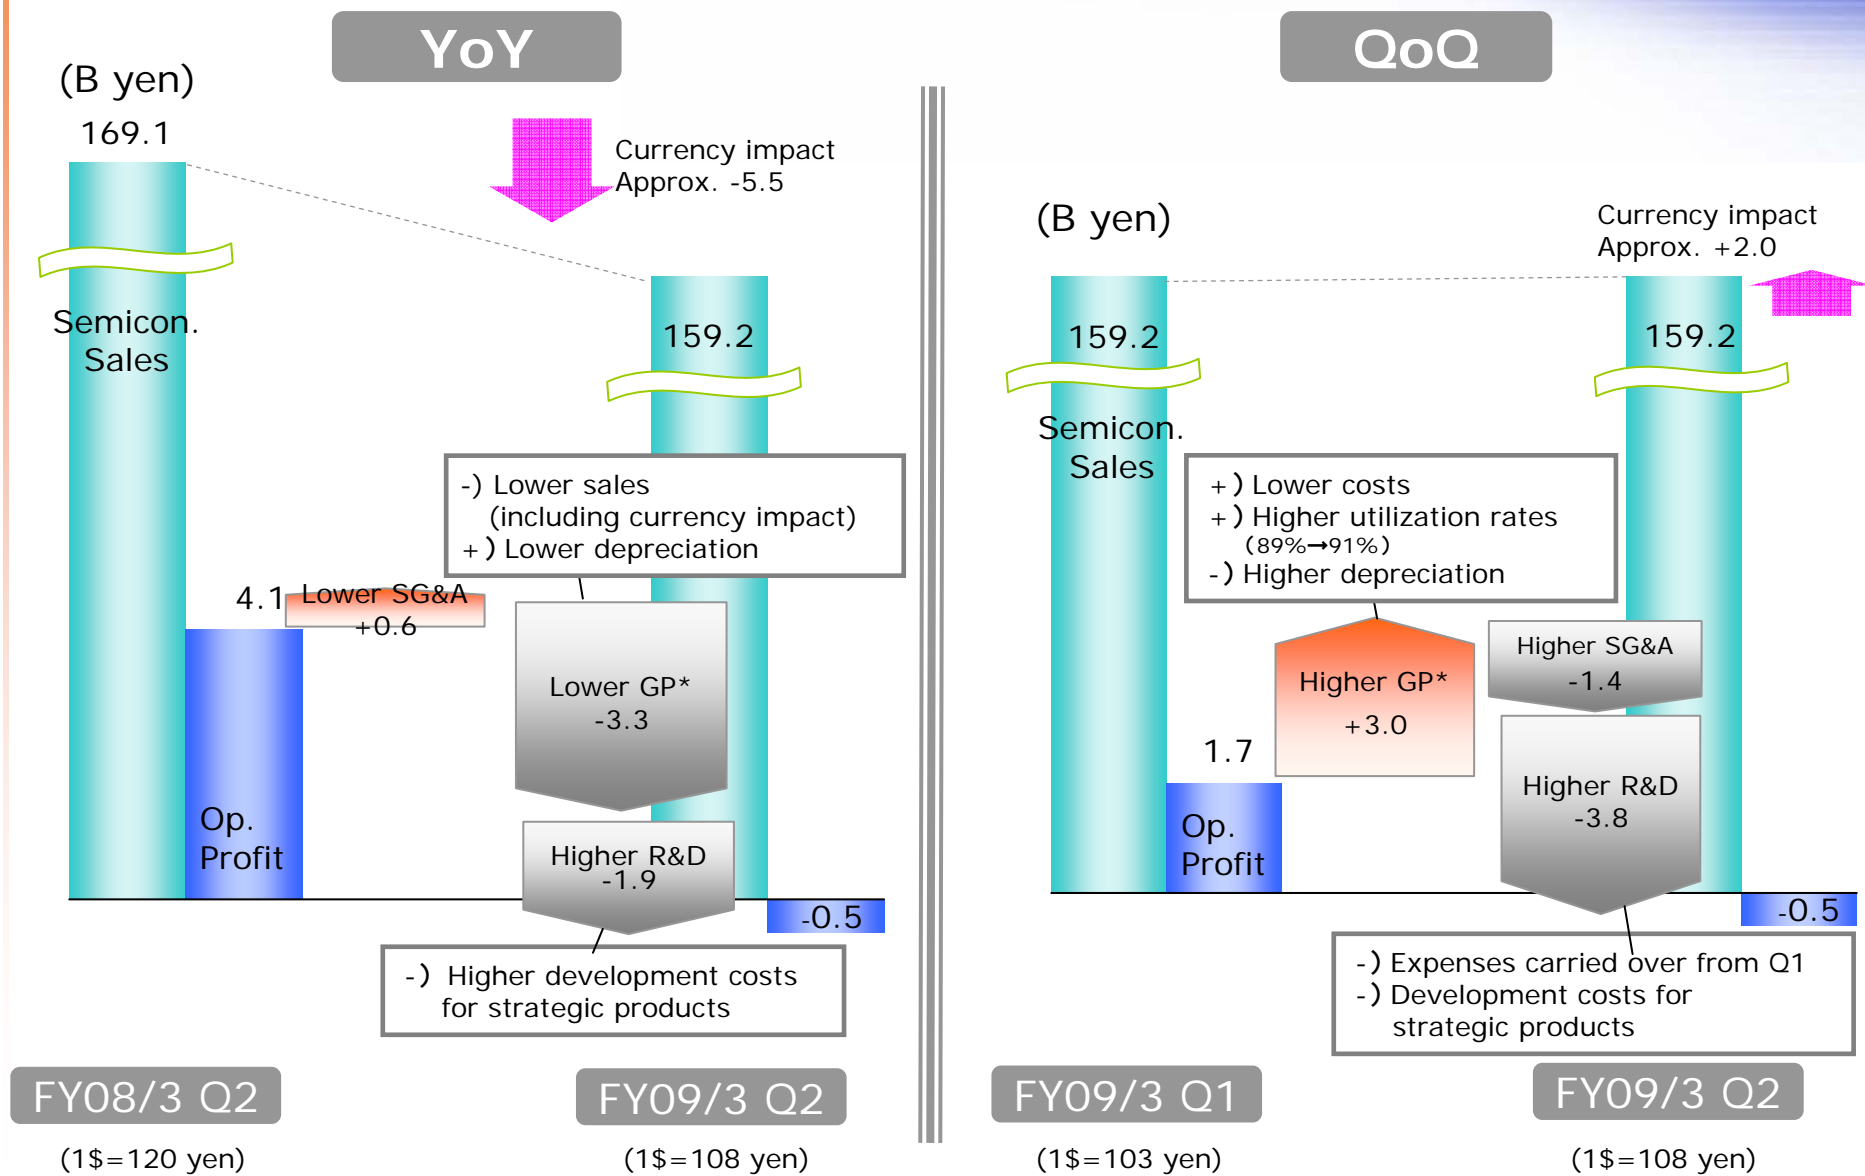 YoY
(B yen)
169.1
Currency impact
Approx. -5.5
Semicon.
Sales
159.2
-) Lower sales
(including currency impact)
+) Lower depreciation
4.1
Lower SG&A
+0.6
Lower GP*
-3.3
Op.
Profit
Higher R&D
-1.9
-0.5
-) Higher development costs
for strategic products
FY08/3 Q2
FY09/3 Q2
(1$=120 yen)
(1$=108 yen)
QoQ
(B yen)
Currency impact
Approx. +2.0
159.2
159.2
Semicon.
Sales
+) Lower costs
+) Higher utilization rates
(89%→91%)
-) Higher depreciation
Higher SG&A
-1.4
Higher GP*
+3.0
1.7
Higher R&D
-3.8
Op.
Profit
-0.5
-) Expenses carried over from Q1
-) Development costs for
strategic products
FY09/3 Q1
FY09/3 Q2
(1$=103 yen)
(1$=108 yen)